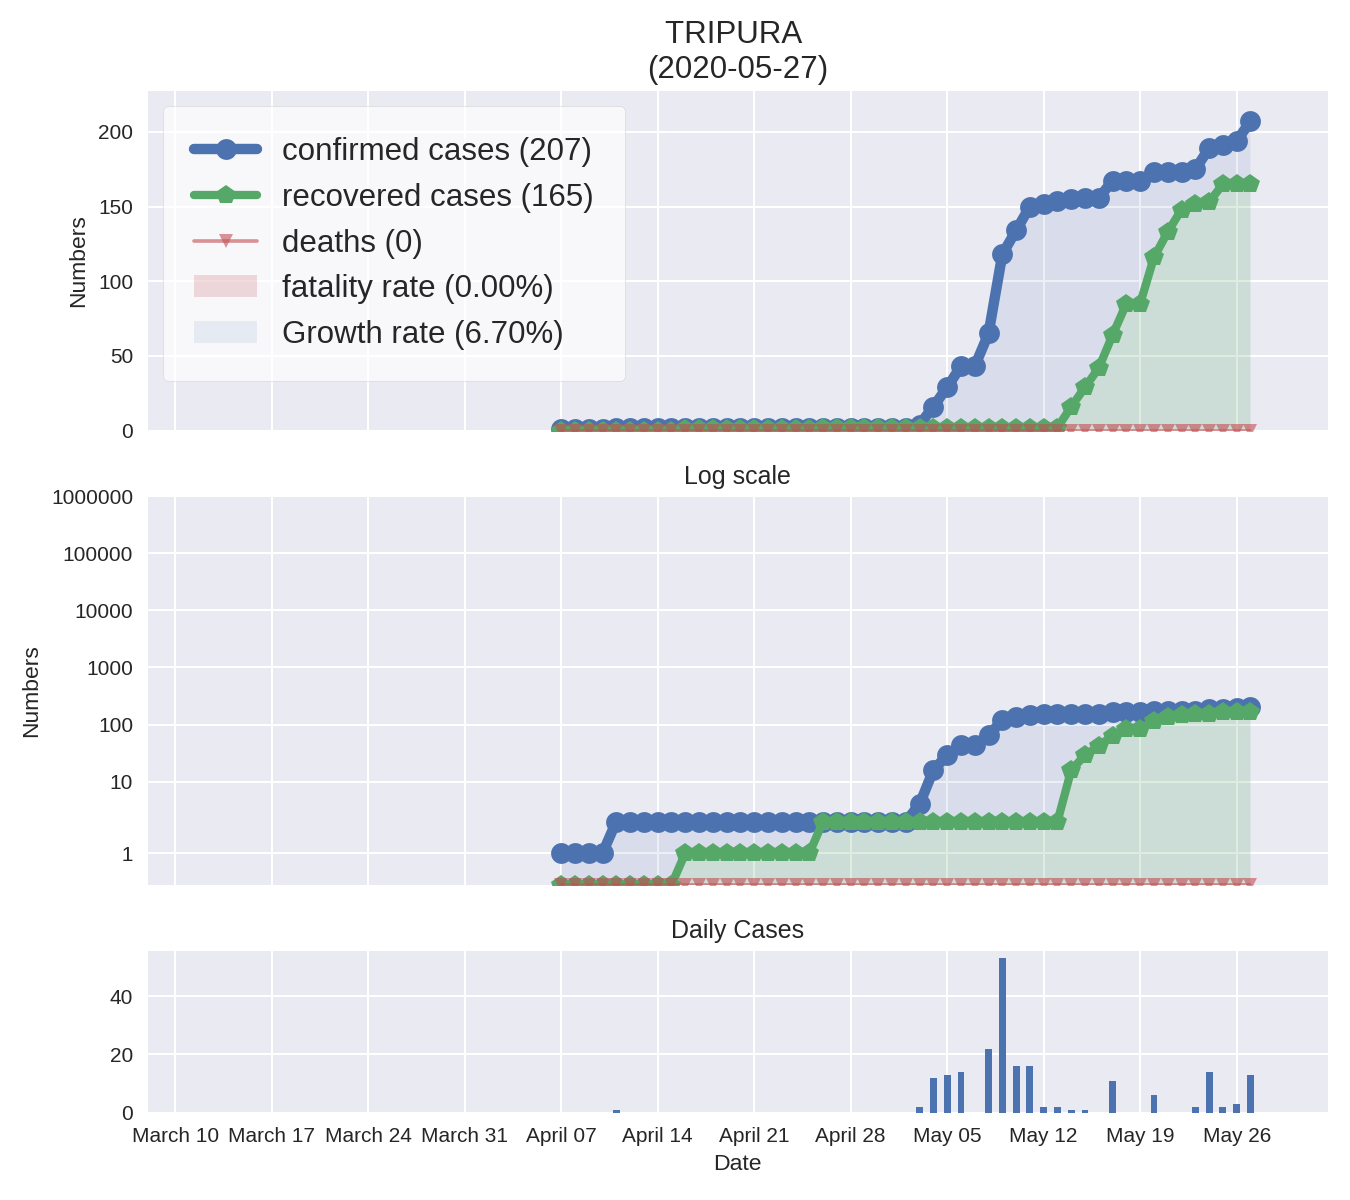 TRIPURA
(2020-05-27)
confirmed cases (207)
recovered cases (165)
deaths (0)
fatality rate (0.00%)
Growth rate (6.70%)
Numbers
200
150
100
50
0
Log scale
Numbers
1000000
100000
10000
1000
100
10
1
Daily Cases
40
20
0
March 10 March 17 March 24 March 31 April 07 April 14 April 21 April 28 May 05 May 12 May 19 May 26
Date